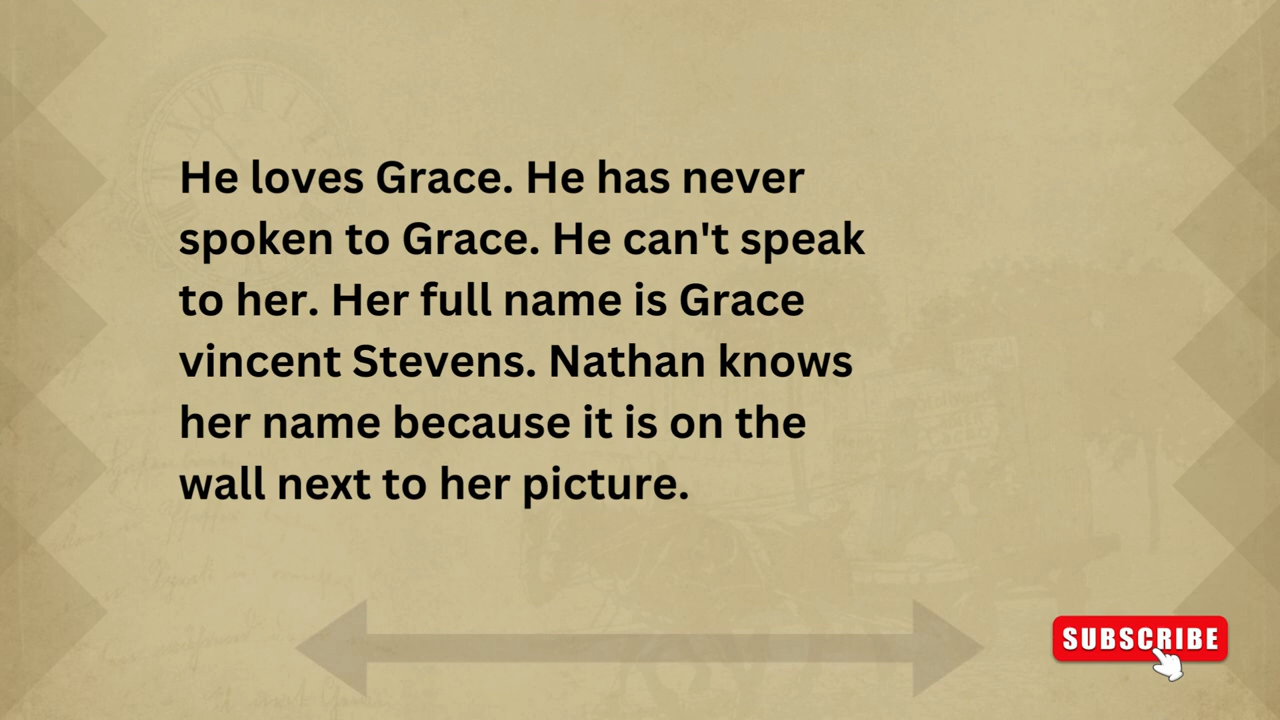 He loves Grace. He has never
spoken to Grace. He can't speak
to her. Her full name is Grace
vincent Stevens. Nathan knows
her name because it is on the
wall next to her picture.
SUBSCRIBE